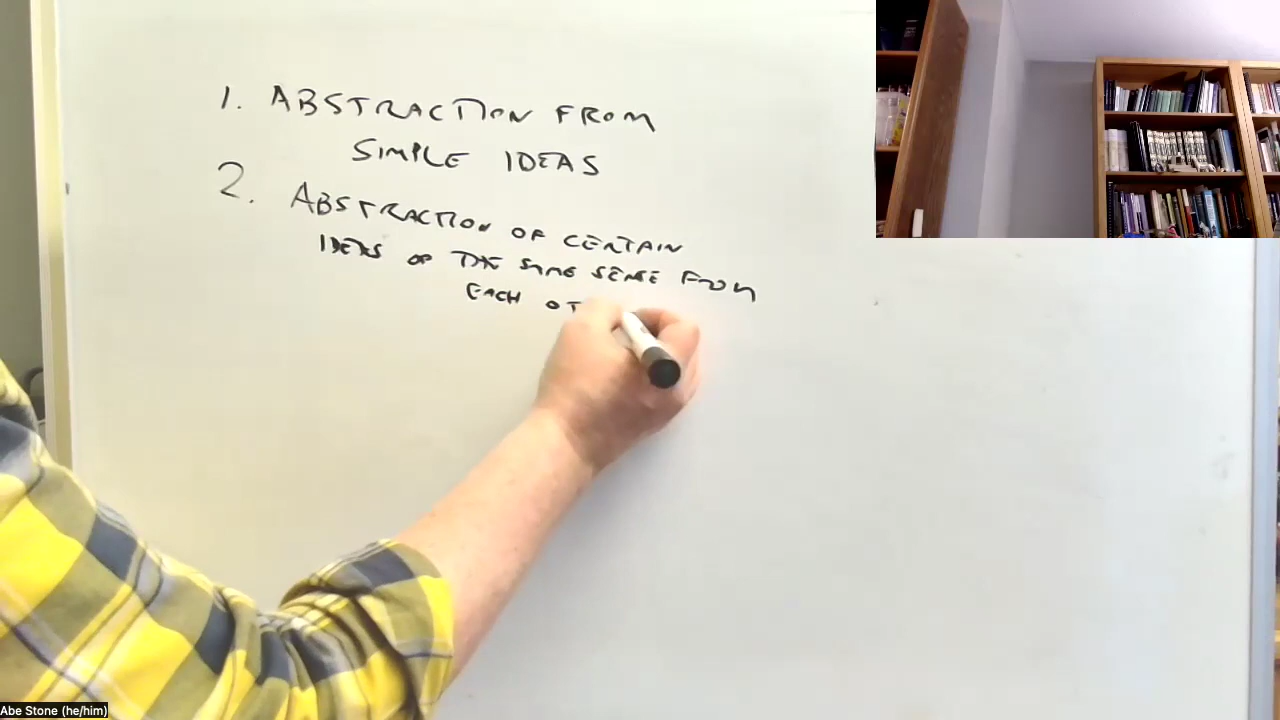 1. ABSTRACTION FROM
SIMPLE IDEAS
2. ABSTRACTION OF CERTAIN
IDEAS OF THE SAME SENSE FROM
EACH OT
Abe Stone (he/him)